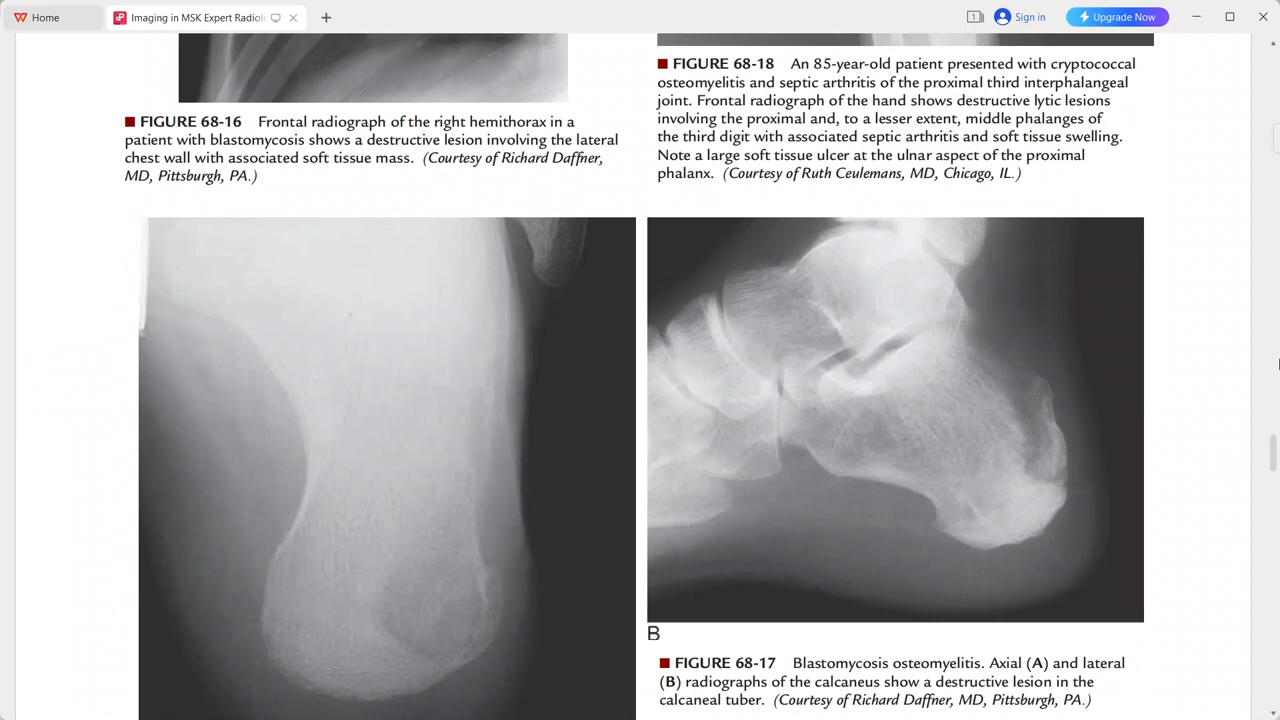 Home
Imaging in MSK Expert Radiol
1
Sign in
Upgrade Now
FIGURE 68-16 Frontal radiograph of the right hemithorax in a
patient with blastomycosis shows a destructive lesion involving the lateral
chest wall with associated soft tissue mass. (Courtesy of Richard Daffner,
MD, Pittsburgh, PA.)
FIGURE 68-18 An 85-year-old patient presented with cryptococcal
osteomyelitis and septic arthritis of the proximal third interphalangeal
joint. Frontal radiograph of the hand shows destructive lytic lesions
involving the proximal and, to a lesser extent, middle phalanges of
the third digit with associated septic arthritis and soft tissue swelling.
Note a large soft tissue ulcer at the ulnar aspect of the proximal
phalanx. (Courtesy of Ruth Ceulemans, MD, Chicago, IL.)
B
FIGURE 68-17 Blastomycosis osteomyelitis. Axial (A) and lateral
(B) radiographs of the calcaneus show a destructive lesion in the
calcaneal tuber. (Courtesy of Richard Daffner, MD, Pittsburgh, PA.)